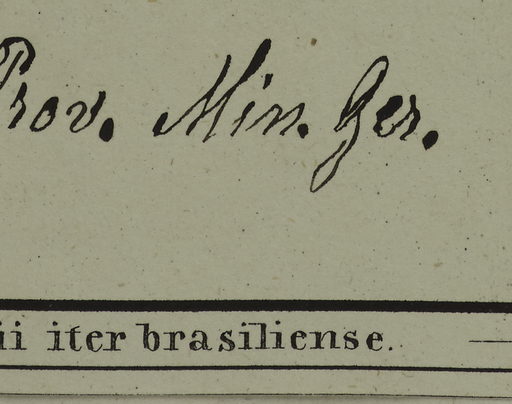 Prov. Min. Ger.
ii iter brasiliense.